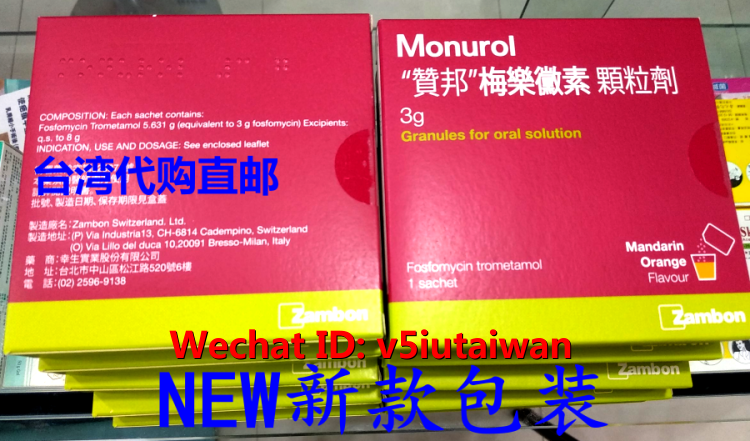 COMPOSITION: Each sachet contains:
Fosfomycin Trometamol 5.631 g (equivalent to 3 g fosfomycin) Excipients:
q.s. to 8 g
INDICATION, USE AND DOSAGE: See enclosed leaflet
台湾代购直邮
批號、製造日期、保存期限見盒蓋
製造廠名：Zambon Switzerland. Ltd.
製造地址：(P) Via Industria13, CH-6814 Cadempino, Switzerland
(O) Via Lillo del duca 10,20091 Bresso-Milan, Italy
藥　商：幸生實業股份有限公司
地　址：台北市中山區松江路520號6樓
電　話：(02) 2596-9138
Zambon
Monurol
“贊邦”梅樂黴素 顆粒劑
3g
Granules for oral solution
Mandarin
Orange
Flavour
Fosfomycin trometamol
1 sachet
Zambon
Wechat ID: v5iutaiwan
Zambon
NEW新款包装